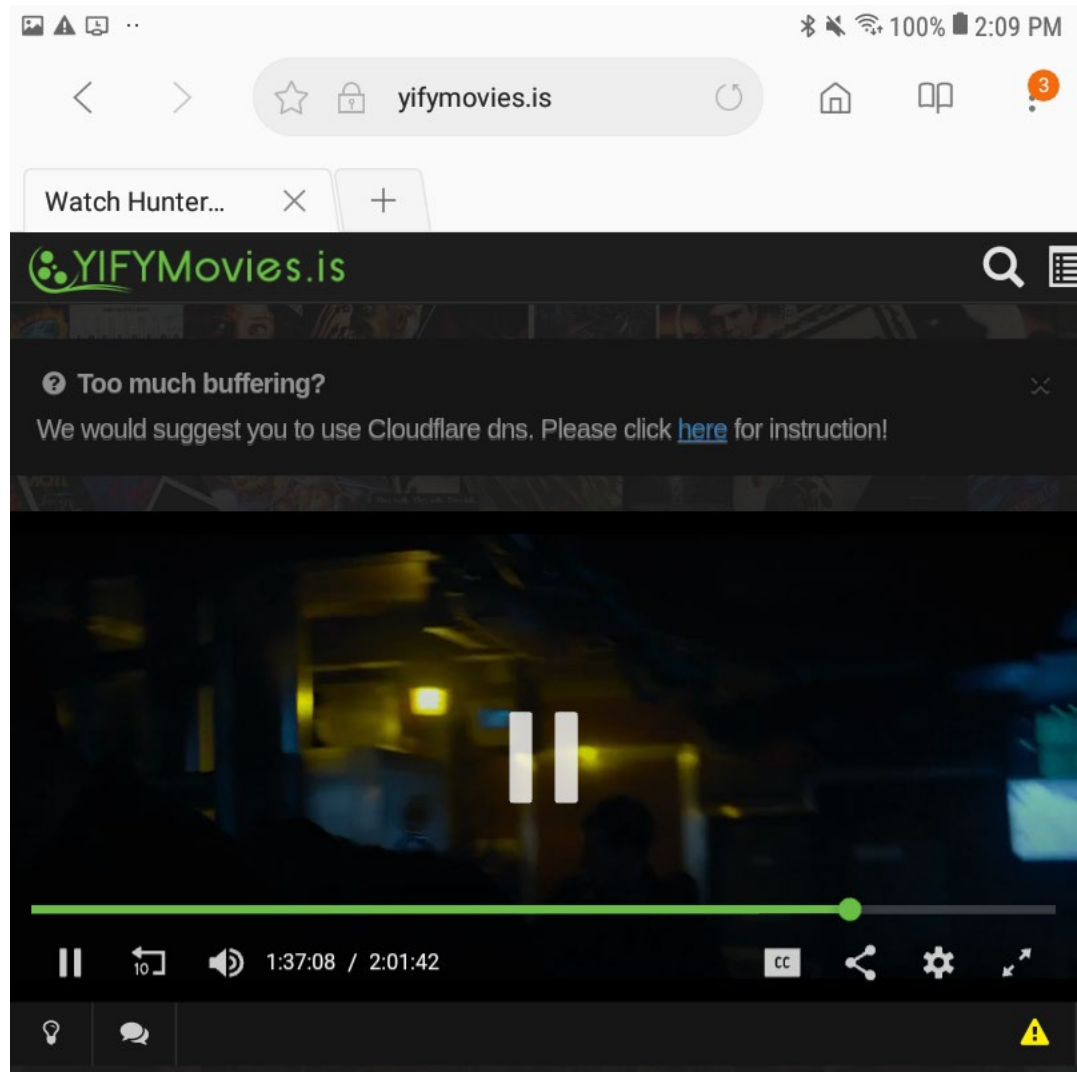 100% 2:09 PM
yifymovies.is
3
Watch Hunter...
YIFYMovies.is
Too much buffering?
We would suggest you to use Cloudflare dns. Please click here for instruction!
10
1:37:08 / 2:01:42
CC